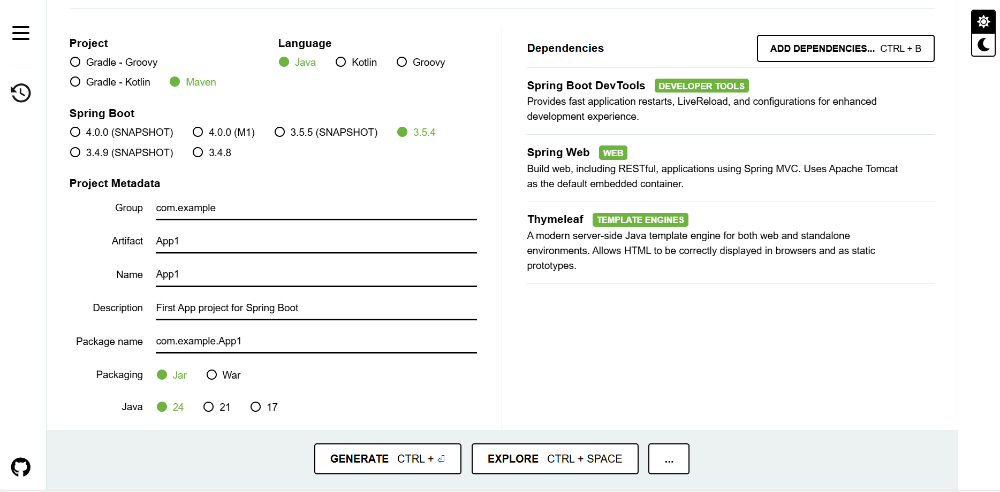 Project
Gradle - Groovy
Gradle - Kotlin Maven
Language
Java Kotlin Groovy
Spring Boot
4.0.0 (SNAPSHOT) 4.0.0 (M1) 3.5.5 (SNAPSHOT) 3.5.4
3.4.9 (SNAPSHOT) 3.4.8
Project Metadata
Group com.example
Artifact App1
Name App1
Description First App project for Spring Boot
Package name com.example.App1
Packaging Jar War
Java 24 21 17
Dependencies ADD DEPENDENCIES... CTRL + B
Spring Boot DevTools DEVELOPER TOOLS
Provides fast application restarts, LiveReload, and configurations for enhanced
development experience.
Spring Web WEB
Build web, including RESTful, applications using Spring MVC. Uses Apache Tomcat
as the default embedded container.
Thymeleaf TEMPLATE ENGINES
A modern server-side Java template engine for both web and standalone
environments. Allows HTML to be correctly displayed in browsers and as static
prototypes.
GENERATE CTRL + ⏎ EXPLORE CTRL + SPACE ...